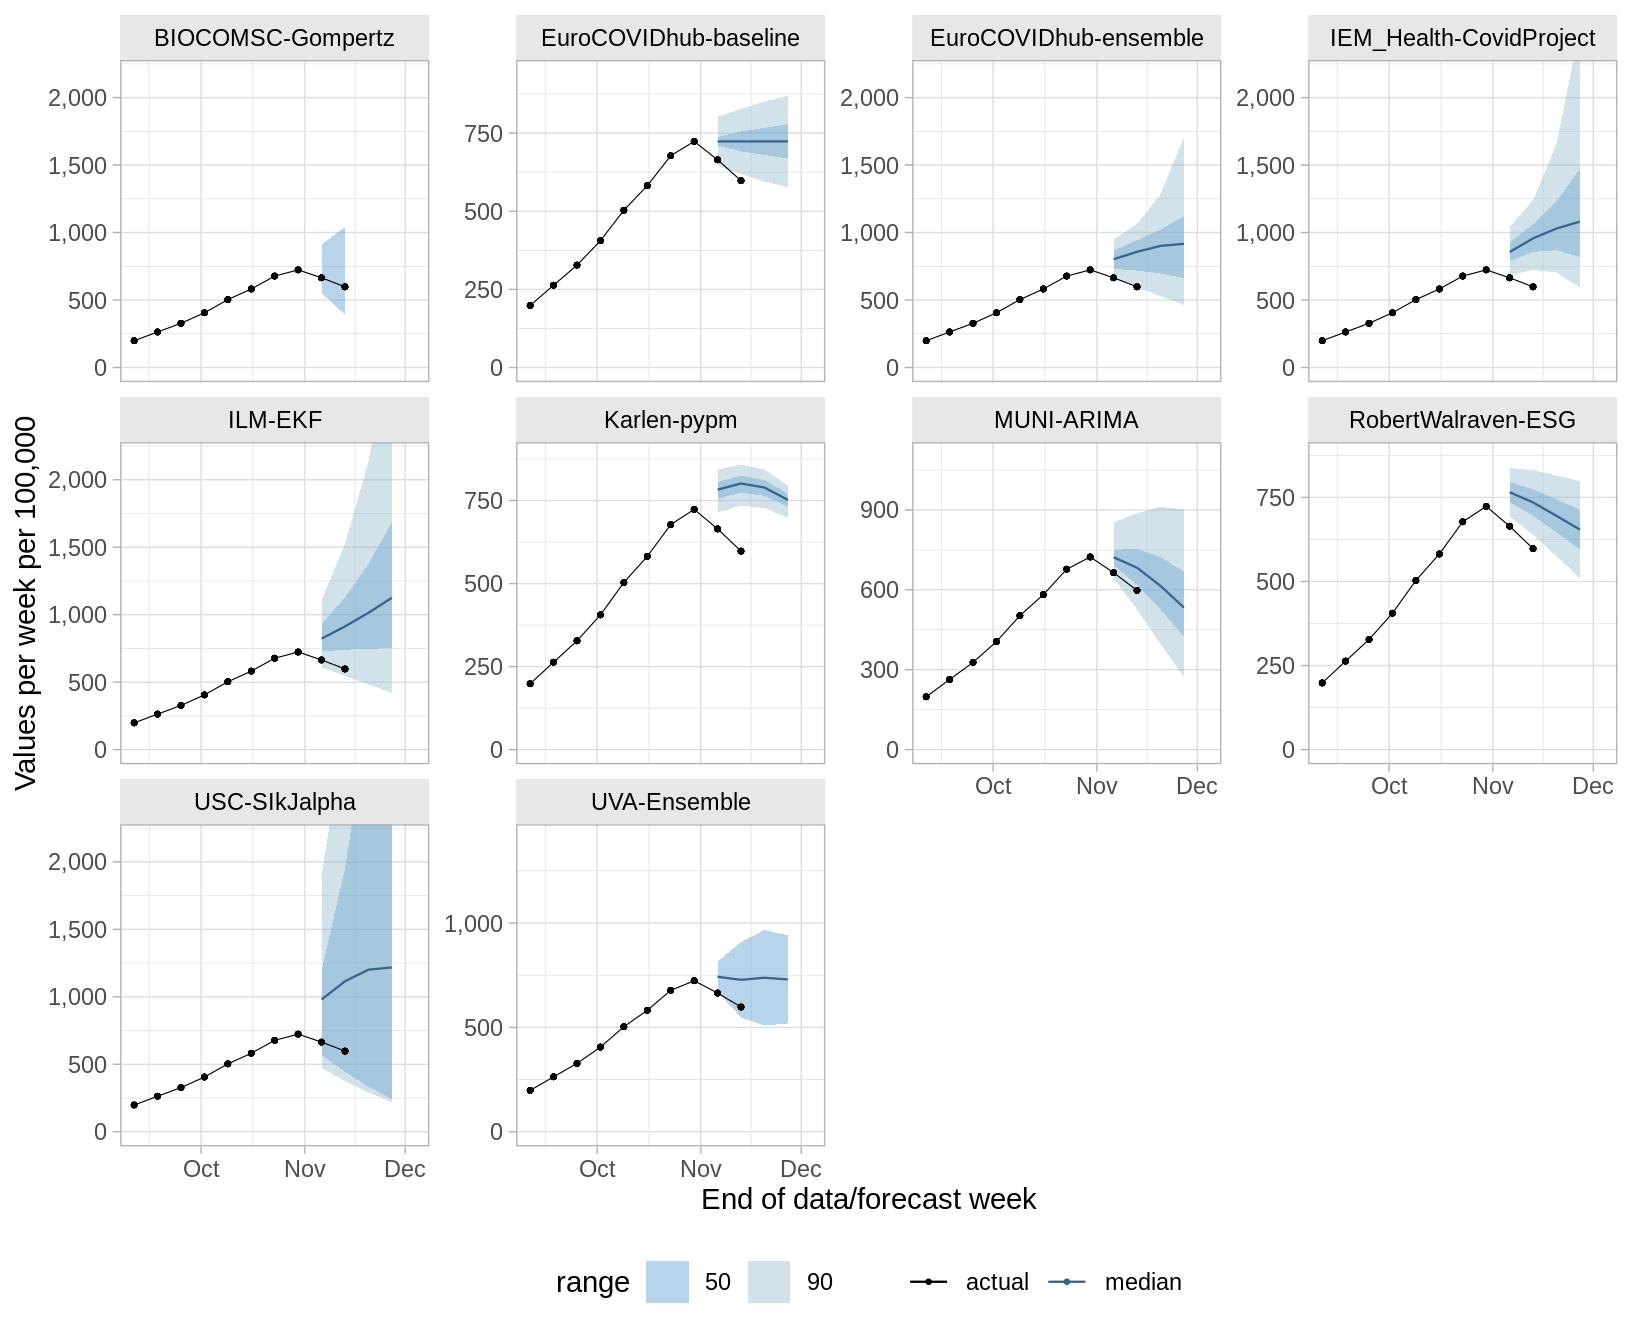 BIOCOMSC-Gompertz
EuroCOVIDhub-baseline
EuroCOVIDhub-ensemble
IEM_Health-CovidProject
2,000
1,500
1,000
500
0
750
500
250
0
2,000
1,500
1,000
500
0
2,000
1,500
1,000
500
0
ILM-EKF
Karlen-pypm
MUNI-ARIMA
RobertWalraven-ESG
2,000
1,500
1,000
500
0
750
500
250
0
900
600
300
0
750
500
250
0
Oct Nov Dec
Oct Nov Dec
USC-SIkJalpha
UVA-Ensemble
2,000
1,500
1,000
500
0
1,000
500
0
Oct Nov Dec
Oct Nov Dec
Values per week per 100,000
End of data/forecast week
range 50 90 actual median